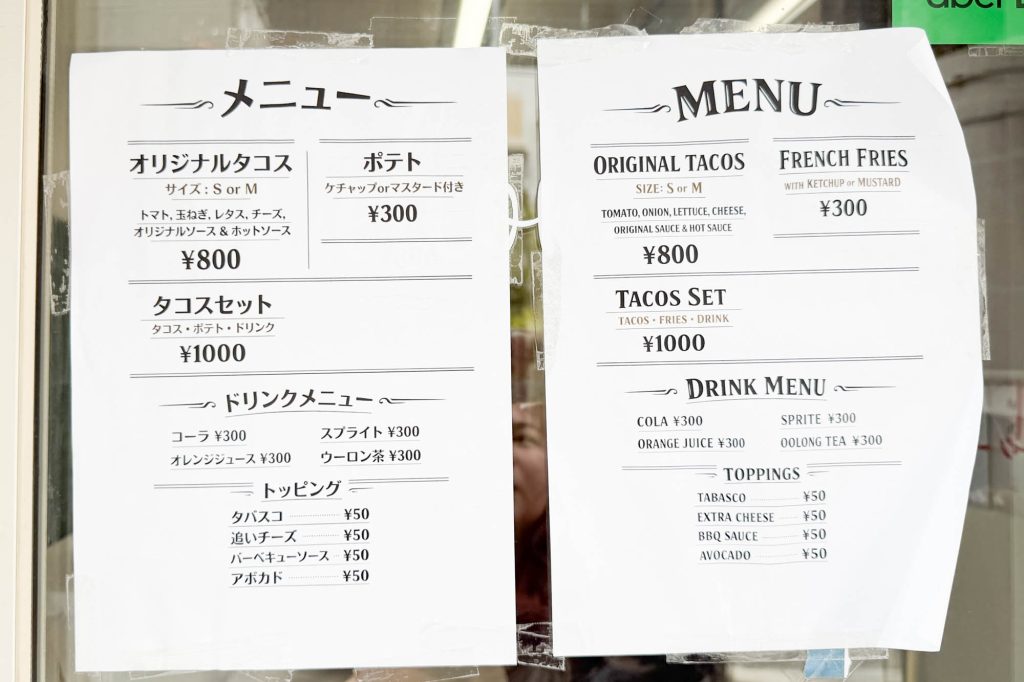 メニュー
オリジナルタコス
サイズ : S or M
トマト, 玉ねぎ, レタス, チーズ,
オリジナルソース & ホットソース
¥800
ポテト
ケチャップorマスタード付き
¥300
タコスセット
タコス・ポテト・ドリンク
¥1000
ドリンクメニュー
コーラ ¥300
スプライト ¥300
オレンジジュース ¥300
ウーロン茶 ¥300
トッピング
タバスコ ¥50
追いチーズ ¥50
バーベキューソース ¥50
アボカド ¥50
MENU
ORIGINAL TACOS
SIZE: S or M
TOMATO, ONION, LETTUCE, CHEESE,
ORIGINAL SAUCE & HOT SAUCE
¥800
FRENCH FRIES
WITH KETCHUP or MUSTARD
¥300
TACOS SET
TACOS・FRIES・DRINK
¥1000
DRINK MENU
COLA ¥300
SPRITE ¥300
ORANGE JUICE ¥300
OOLONG TEA ¥300
TOPPINGS
TABASCO ¥50
EXTRA CHEESE ¥50
BBQ SAUCE ¥50
AVOCADO ¥50